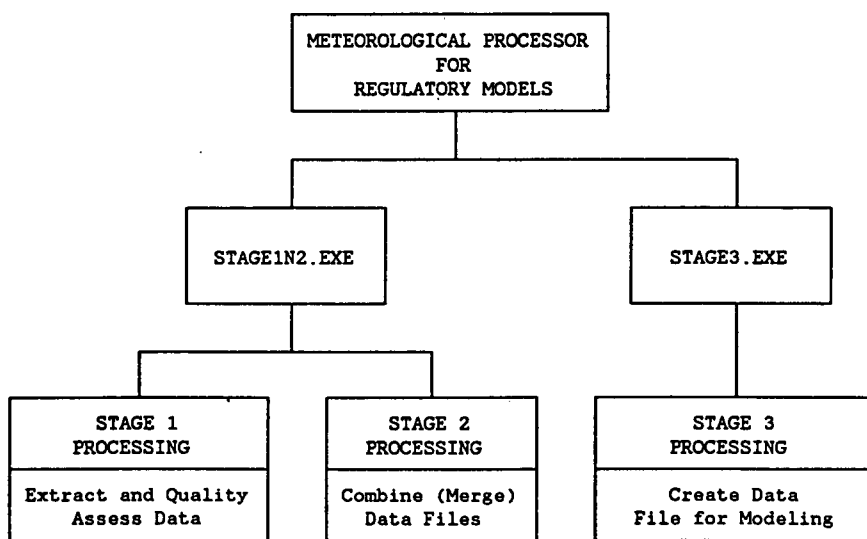 METEOROLOGICAL PROCESSOR
FOR
REGULATORY MODELS
STAGE1N2.EXE
STAGE3.EXE
STAGE 1
PROCESSING
Extract and Quality
Assess Data
STAGE 2
PROCESSING
Combine (Merge)
Data Files
STAGE 3
PROCESSING
Create Data
File for Modeling